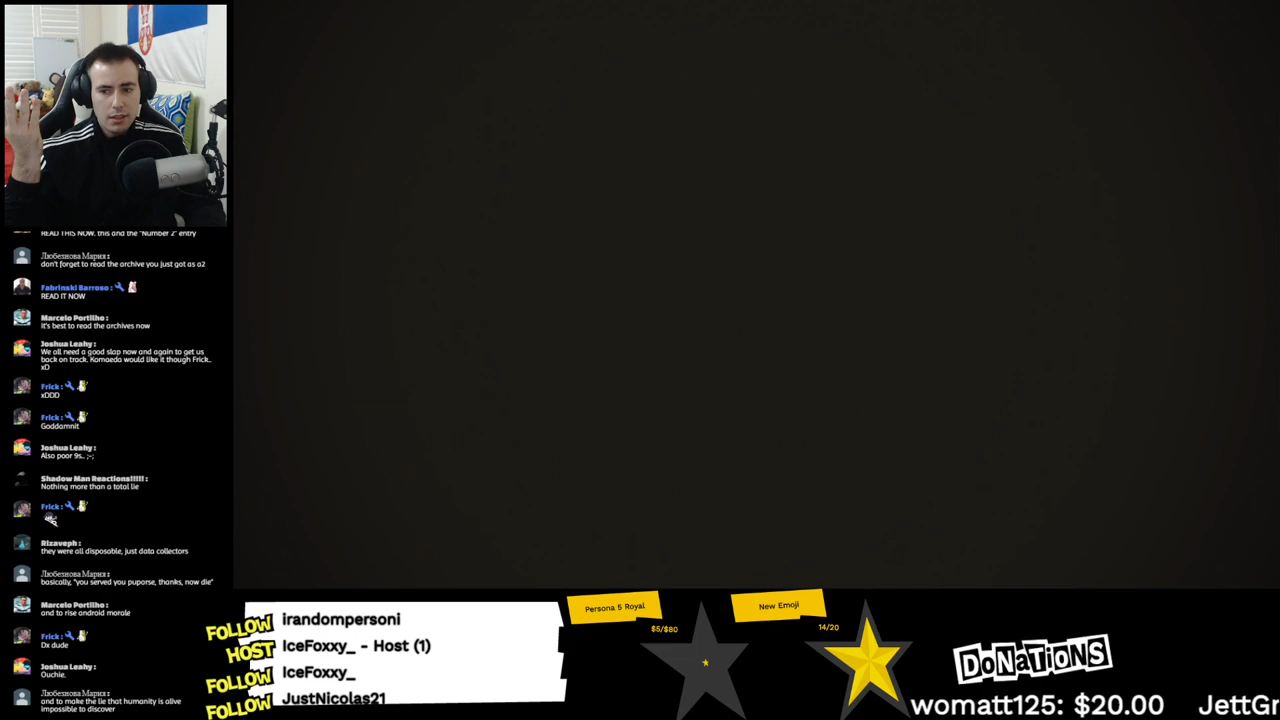 READ THIS NOW. this and the "Number 2" entry
Любезнова Мария :
don't forget to read the archive you just got as a2
Fabrinski Barroso :
READ IT NOW
Marcelo Portilho :
it's best to read the archives now
Joshua Leahy :
We all need a good slap now and again to get us
back on track. Komaeda would like it though Frick..
xD
Frick :
xDDD
Frick :
Goddamnit
Joshua Leahy :
Also poor 9s.. ;-;
Shadow Man Reactions!!!!! :
Nothing more than a total lie
Frick :
Rizaveph :
they were all disposable, just data collectors
Любезнова Мария :
basically, "you served you puporse, thanks, now die"
Marcelo Portilho :
and to rise android morale
Frick :
Dx dude
Joshua Leahy :
Ouchie.
Любезнова Мария :
and to make the lie that humanity is alive
impossible to discover
FOLLOW irandompersoni
HOST IceFoxxy_ - Host (1)
FOLLOW IceFoxxy_
FOLLOW JustNicolas21
Persona 5 Royal
$5/$80
New Emoji
14/20
DoNaTioNS
womatt125: $20.00 JettGr